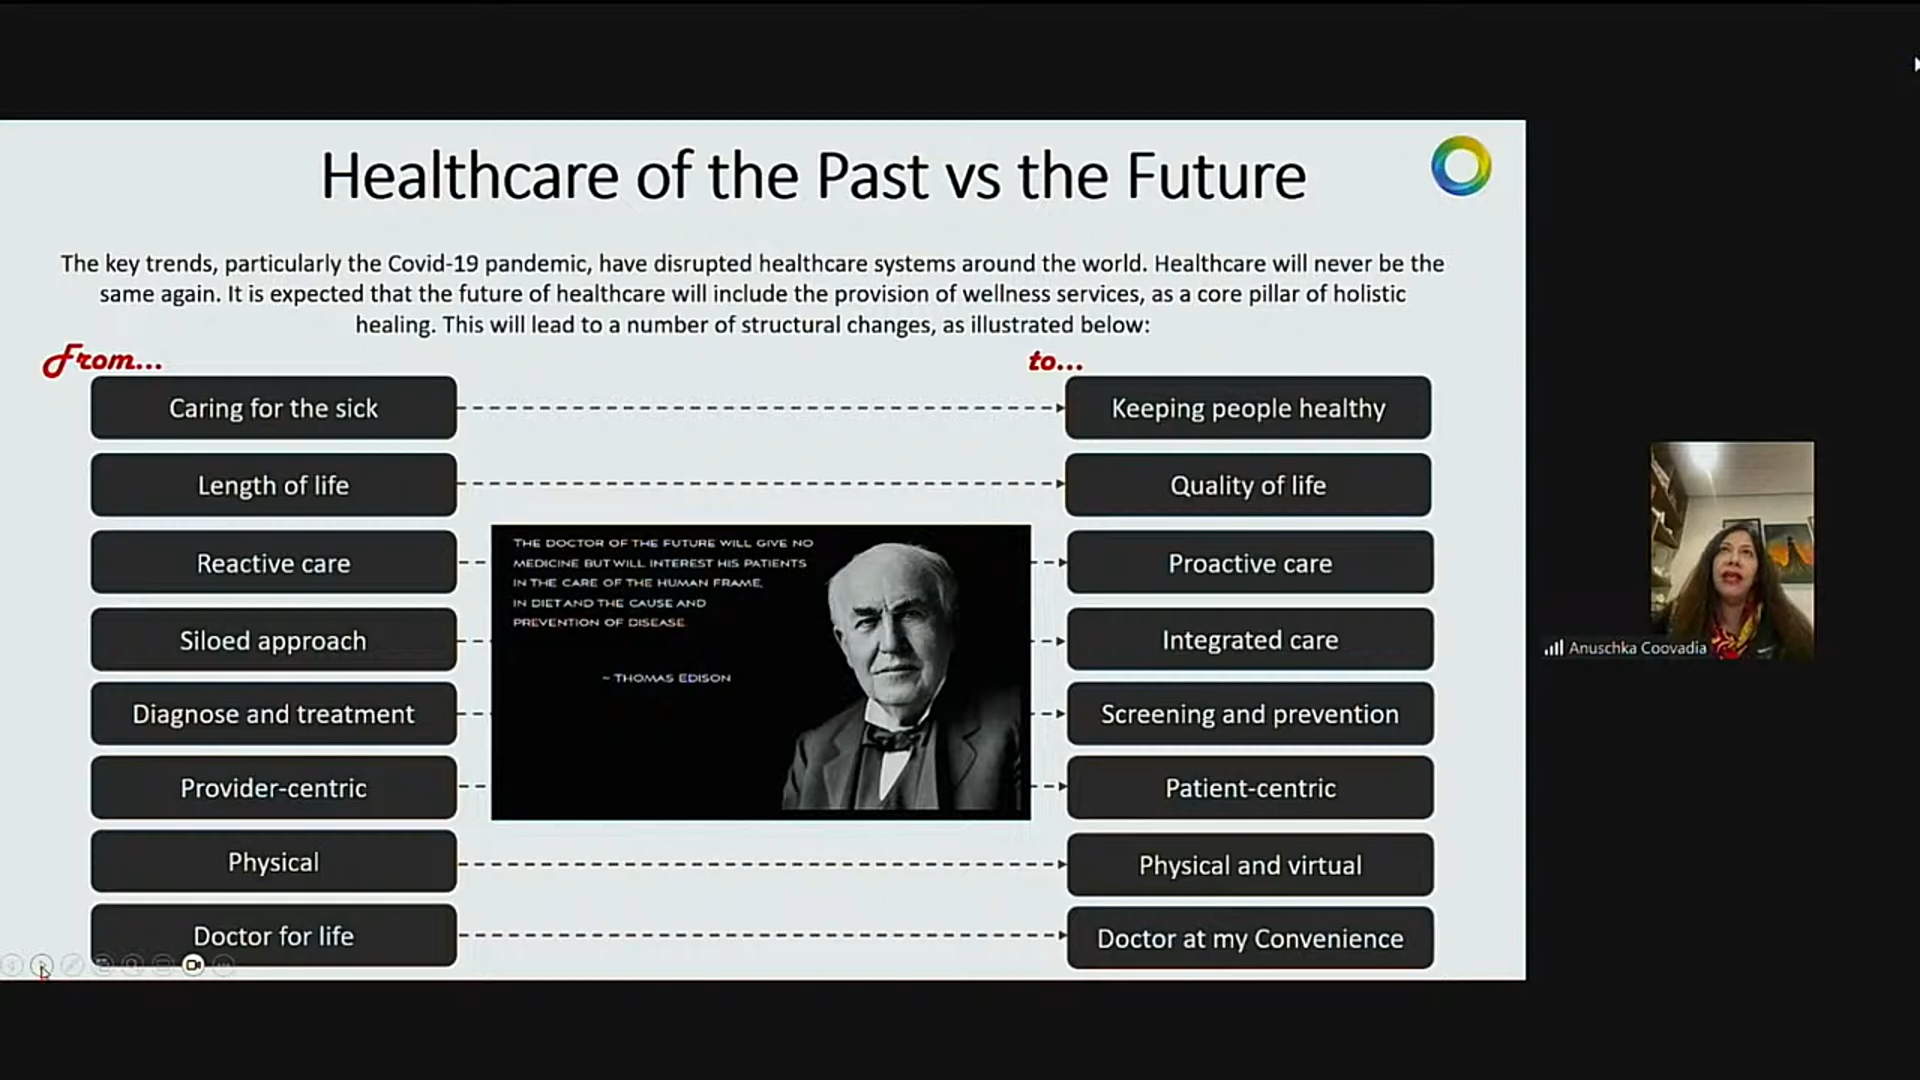 Healthcare of the Past vs the Future
The key trends, particularly the Covid-19 pandemic, have disrupted healthcare systems around the world. Healthcare will never be the
same again. It is expected that the future of healthcare will include the provision of wellness services, as a core pillar of holistic
healing. This will lead to a number of structural changes, as illustrated below:
From...
to...
Caring for the sick
Keeping people healthy
Length of life
Quality of life
Reactive care
Proactive care
Siloed approach
Integrated care
Diagnose and treatment
Screening and prevention
Provider-centric
Patient-centric
Physical
Physical and virtual
Doctor for life
Doctor at my Convenience
THE DOCTOR OF THE FUTURE WILL GIVE NO
MEDICINE BUT WILL INTEREST HIS PATIENTS
IN THE CARE OF THE HUMAN FRAME,
IN DIET AND THE CAUSE AND
PREVENTION OF DISEASE.
~ THOMAS EDISON
Anuschka Coovadia